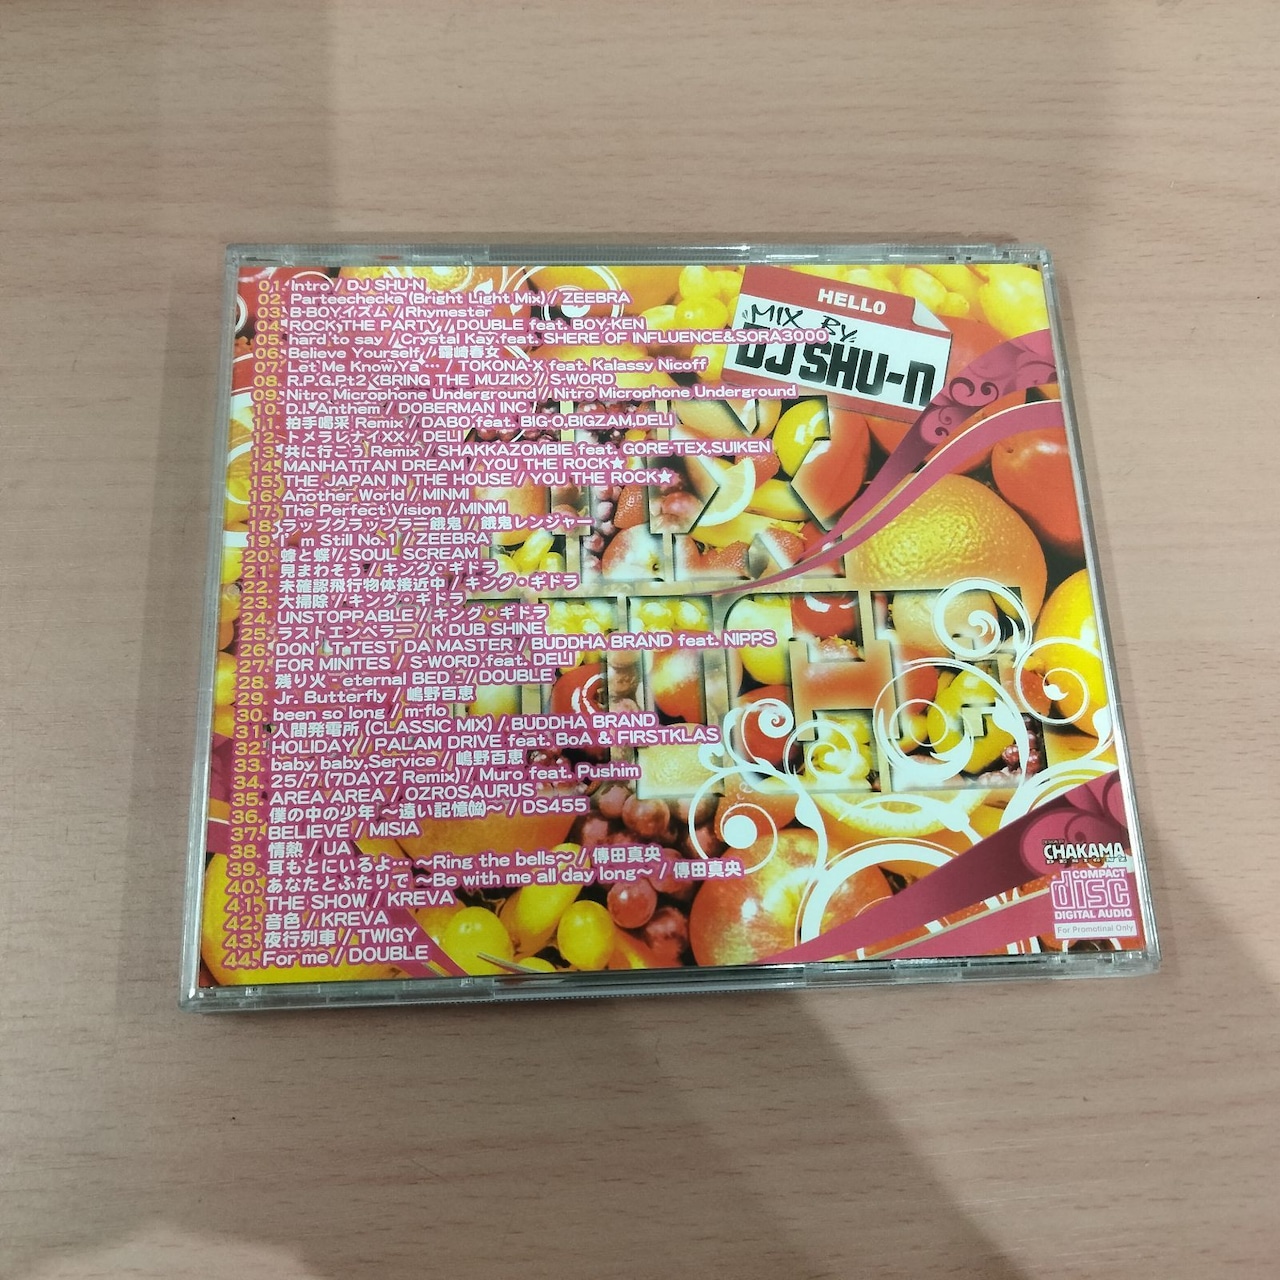 01. Intro / DJ SHU-N
02. Parteechecka (Bright Light Mix) / ZEEBRA
03. B-BOYイズム / Rhymester
04. ROCK THE PARTY / DOUBLE feat. BOY-KEN
05. hard to say / Crystal Kay feat. SHERE OF INFLUENCE&SORA3000
06. Believe Yourself / 露崎春女
07. Let Me Know Ya… / TOKONA-X feat. Kalassy Nicoff
08. R.P.G.Pt2 <BRING THE MUZIK> / S-WORD
09. Nitro Microphone Underground / Nitro Microphone Underground
10. D.I. Anthem / DOBERMAN INC
11. 拍手喝采 Remix / DABO feat. BIG-O,BIGZAM,DELI
12. トメラレナイXX / DELI
13. 共に行こう Remix / SHAKKAZOMBIE feat. GORE-TEX,SUIKEN
14. MANHATTAN DREAM / YOU THE ROCK★
15. THE JAPAN IN THE HOUSE / YOU THE ROCK★
16. Another World / MINMI
17. The Perfect Vision / MINMI
18. ラップグラップラー餓鬼 / 餓鬼レンジャー
19. I'm Still No.1 / ZEEBRA
20. 蜂と蝶 / SOUL SCREAM
21. 見まわそう / キング・ギドラ
22. 未確認飛行物体接近中 / キング・ギドラ
23. 大掃除 / キング・ギドラ
24. UNSTOPPABLE / キング・ギドラ
25. ラストエンペラー / K DUB SHINE
26. DON'T TEST DA MASTER / BUDDHA BRAND feat. NIPPS
27. FOR MINITES / S-WORD feat. DELI
28. 残り火 - eternal BED - / DOUBLE
29. Jr. Butterfly / 嶋野百恵
30. been so long / m-flo
31. 人間発電所 (CLASSIC MIX) / BUDDHA BRAND
32. HOLIDAY / PALAM DRIVE feat. BoA & FIRSTKLAS
33. baby baby Service / 嶋野百恵
34. 25/7 (7DAYZ Remix) / Muro feat. Pushim
35. AREA AREA / OZROSAURUS
36. 僕の中の少年 ～遠い記憶 ～ / DS455
37. BELIEVE / MISIA
38. 情熱 / UA
39. 耳もとにいるよ… ～Ring the bells～ / 傳田真央
40. あなたとふたりで ～Be with me all day long～ / 傳田真央
41. THE SHOW / KREVA
42. 音色 / KREVA
43. 夜行列車 / TWIGY
44. For me / DOUBLE
HELLO
MIX BY
DJ SHU-N
CHAKAMA
COMPACT
disc
DIGITAL AUDIO
For Promotinal Only